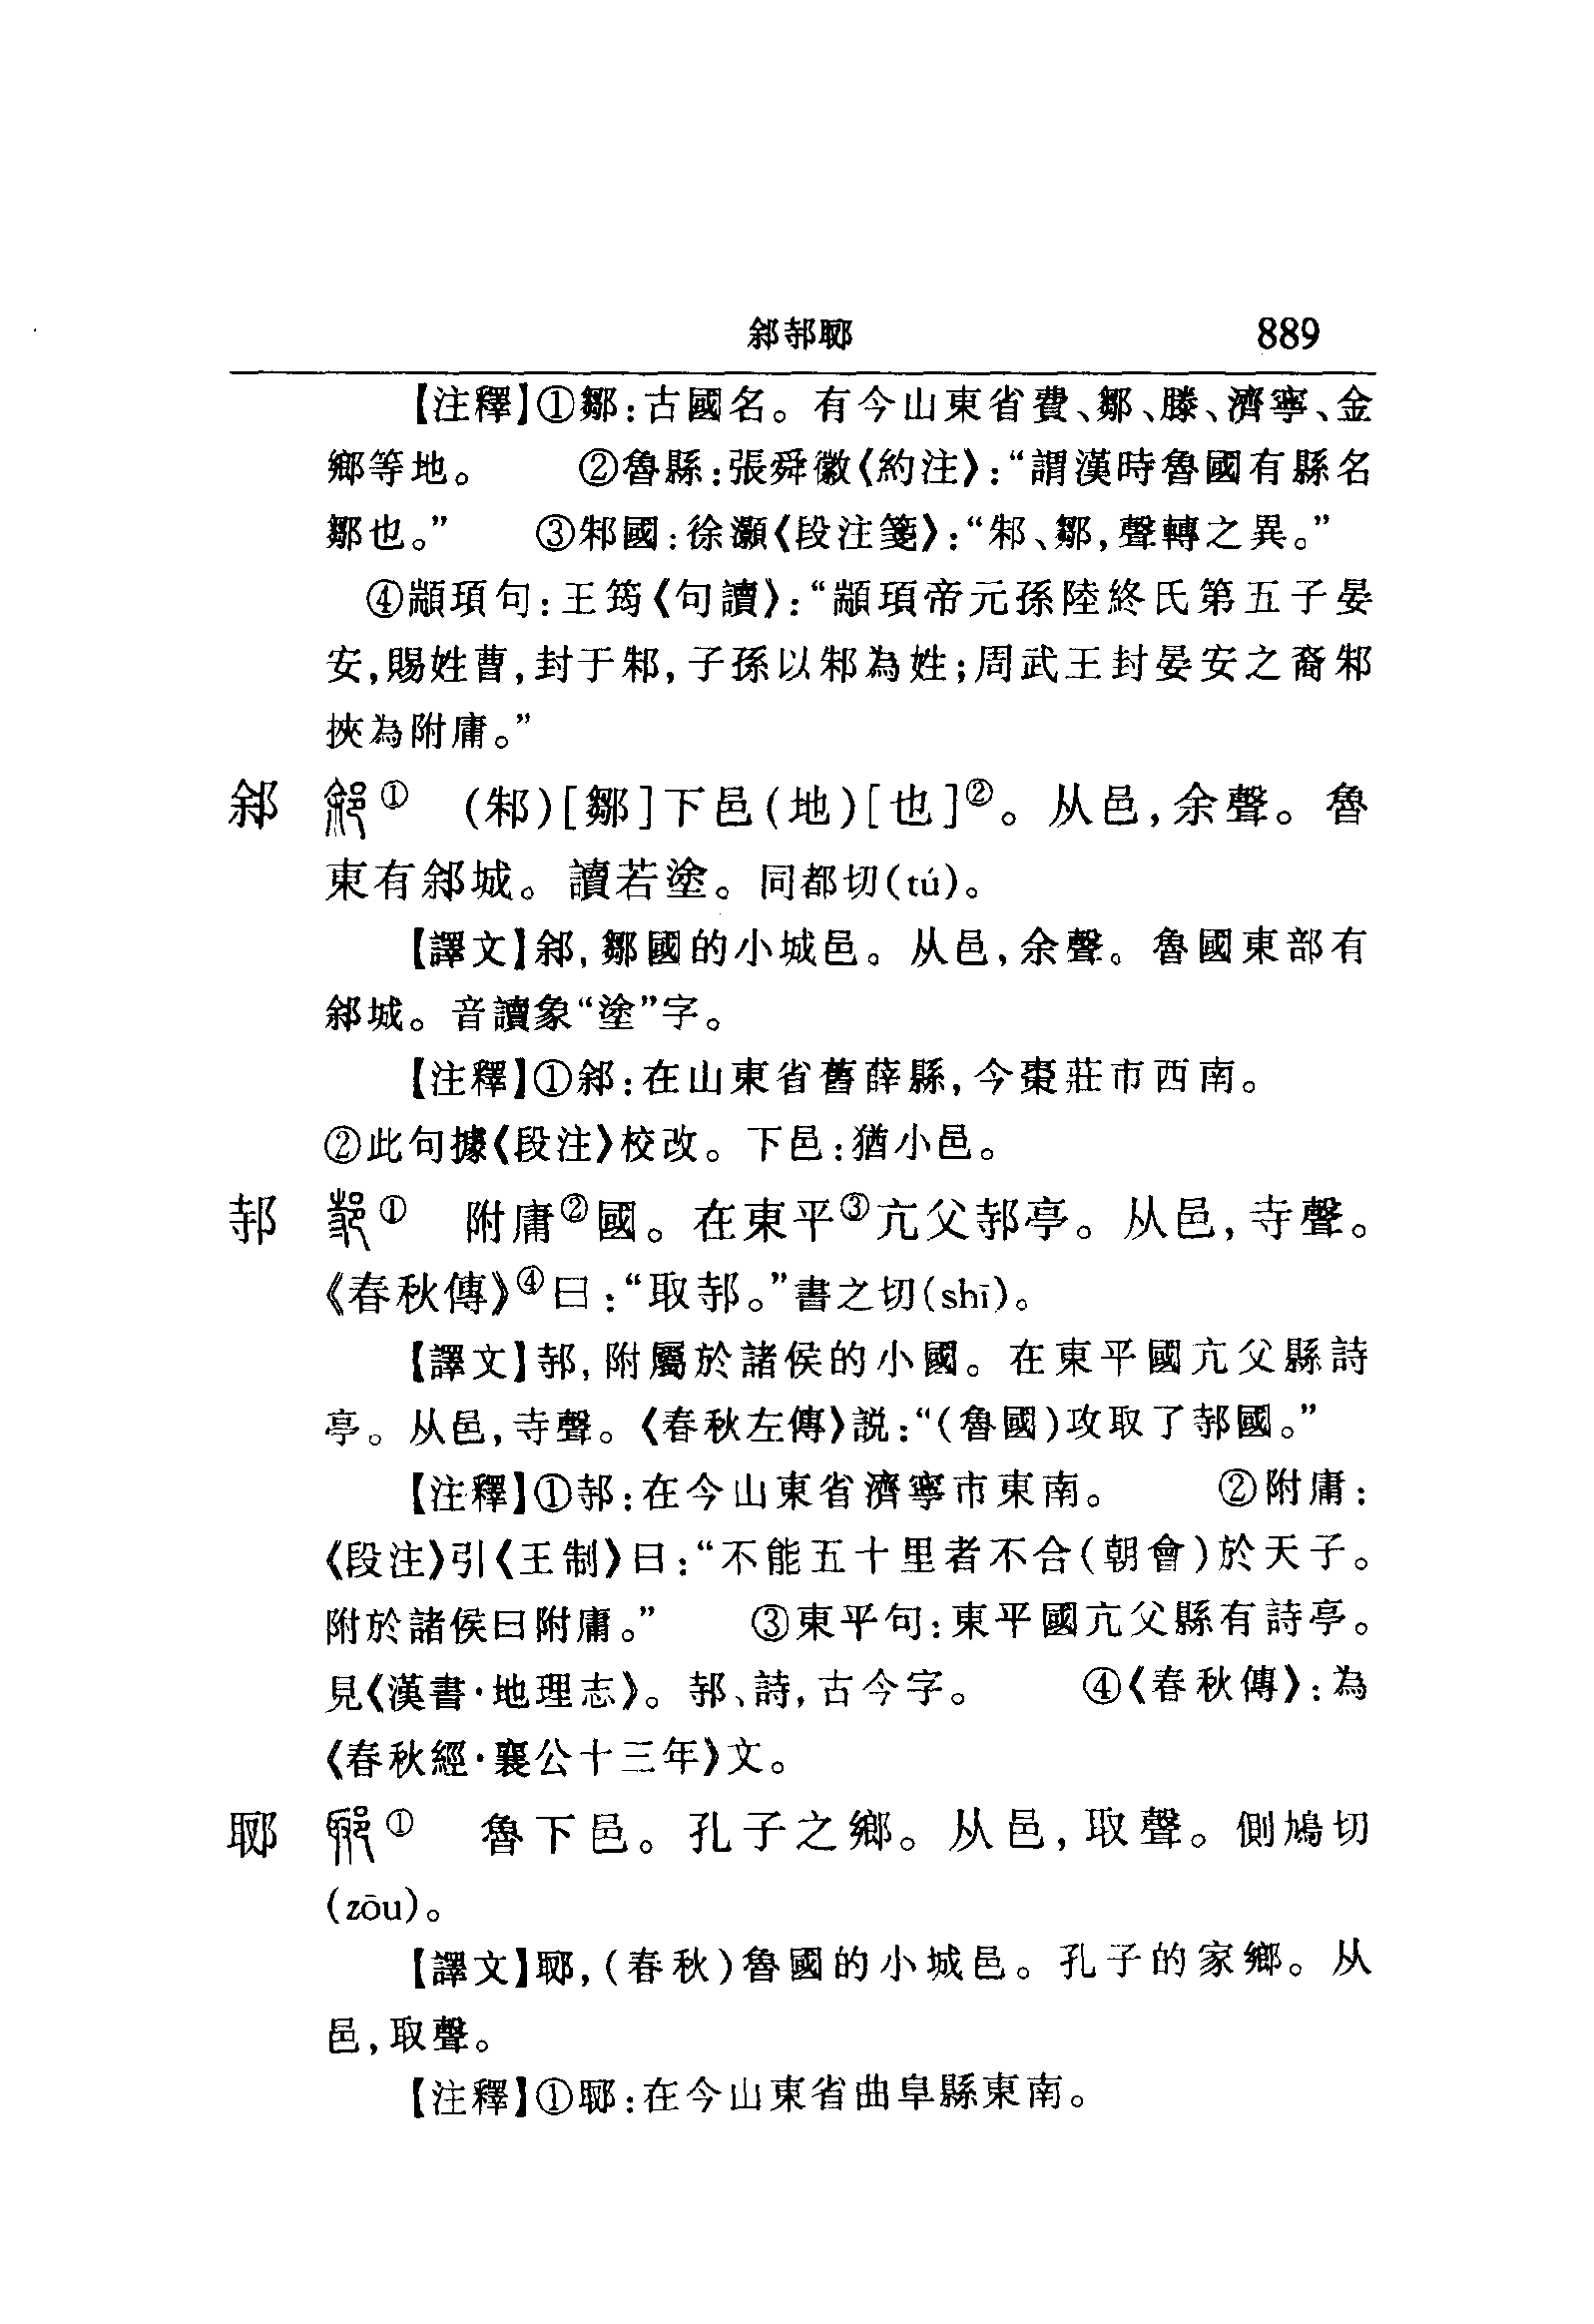 䣄邿郰 889
【注釋】①鄒:古國名。有今山東省費、鄒、滕、濟寧、金
鄉等地。 ②魯縣:張舜徽《約注》:“謂漢時魯國有縣名
鄒也。” ③邾國:徐灝《段注箋》:“邾、鄒,聲轉之異。”
④顓頊句:王筠《句讀》:“顓頊帝元孫陸終氏第五子晏
安,賜姓曹,封于邾,子孫以邾為姓;周武王封晏安之裔邾
挾為附庸。”
䣄 䣄① (邾)[鄒]下邑(地)[也]②。从邑,余聲。魯
東有䣄城。讀若塗。同都切(tú)。
【譯文】䣄,鄒國的小城邑。从邑,余聲。魯國東部有
䣄城。音讀象“塗”字。
【注釋】①䣄:在山東省舊薛縣,今棗莊市西南。
②此句據《段注》校改。下邑:猶小邑。
邿 邿① 附庸②國。在東平③亢父邿亭。从邑,寺聲。
《春秋傳》④曰:“取邿。”書之切(shī)。
【譯文】邿,附屬於諸侯的小國。在東平國亢父縣詩
亭。从邑,寺聲。《春秋左傳》説:“(魯國)攻取了邿國。”
【注釋】①邿:在今山東省濟寧市東南。 ②附庸:
《段注》引《王制》曰:“不能五十里者不合(朝會)於天子。
附於諸侯曰附庸。” ③東平句:東平國亢父縣有詩亭。
見《漢書·地理志》。邿、詩,古今字。 ④《春秋傳》:為
《春秋經·襄公十三年》文。
郰 郰① 魯下邑。孔子之鄉。从邑,取聲。側鳩切
(zōu)。
【譯文】郰,(春秋)魯國的小城邑。孔子的家鄉。从
邑,取聲。
【注釋】①郰:在今山東省曲阜縣東南。